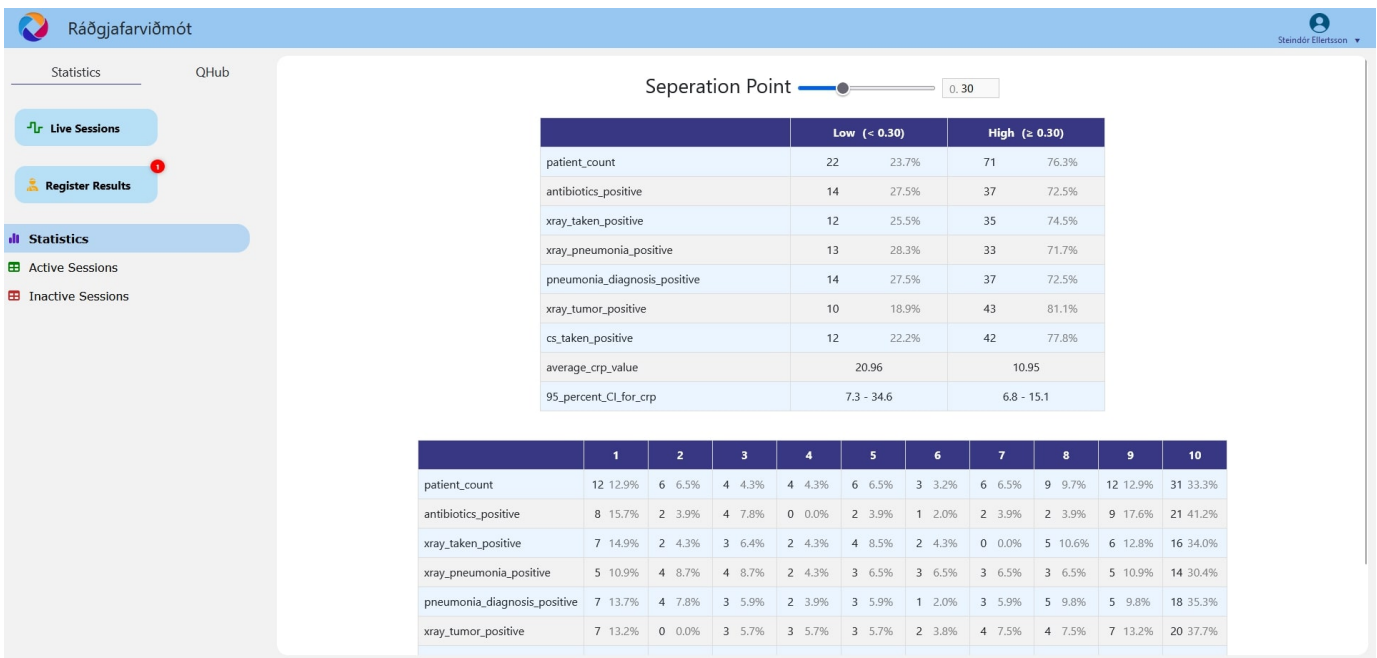 Ráðgjafarviðmót
Steindór Ellertsson ▼
Statistics QHub
Live Sessions
1
Register Results
Statistics
Active Sessions
Inactive Sessions
Seperation Point 0. 30
Low (< 0.30) High (≥ 0.30)
patient_count 22 23.7% 71 76.3%
antibiotics_positive 14 27.5% 37 72.5%
xray_taken_positive 12 25.5% 35 74.5%
xray_pneumonia_positive 13 28.3% 33 71.7%
pneumonia_diagnosis_positive 14 27.5% 37 72.5%
xray_tumor_positive 10 18.9% 43 81.1%
cs_taken_positive 12 22.2% 42 77.8%
average_crp_value 20.96 10.95
95_percent_CI_for_crp 7.3 - 34.6 6.8 - 15.1
1 2 3 4 5 6 7 8 9 10
patient_count 12 12.9% 6 6.5% 4 4.3% 4 4.3% 6 6.5% 3 3.2% 6 6.5% 9 9.7% 12 12.9% 31 33.3%
antibiotics_positive 8 15.7% 2 3.9% 4 7.8% 0 0.0% 2 3.9% 1 2.0% 2 3.9% 2 3.9% 9 17.6% 21 41.2%
xray_taken_positive 7 14.9% 2 4.3% 3 6.4% 2 4.3% 4 8.5% 2 4.3% 0 0.0% 5 10.6% 6 12.8% 16 34.0%
xray_pneumonia_positive 5 10.9% 4 8.7% 4 8.7% 2 4.3% 3 6.5% 3 6.5% 3 6.5% 3 6.5% 5 10.9% 14 30.4%
pneumonia_diagnosis_positive 7 13.7% 4 7.8% 3 5.9% 2 3.9% 3 5.9% 1 2.0% 3 5.9% 5 9.8% 5 9.8% 18 35.3%
xray_tumor_positive 7 13.2% 0 0.0% 3 5.7% 3 5.7% 3 5.7% 2 3.8% 4 7.5% 4 7.5% 7 13.2% 20 37.7%